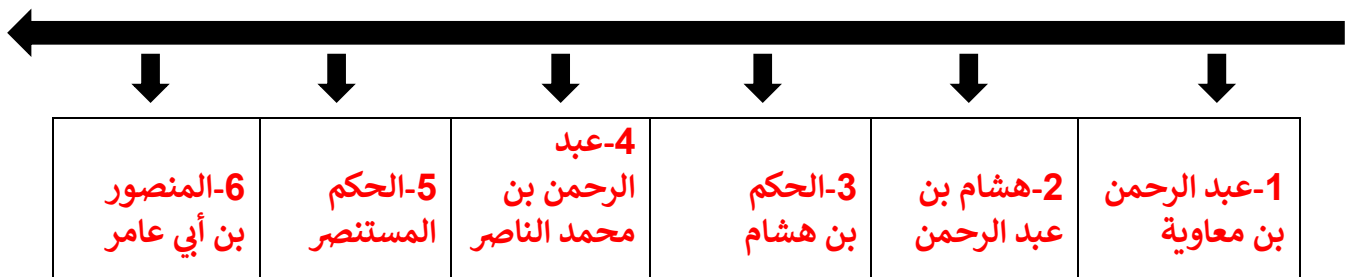 1-عبد الرحمن
بن معاوية
2-هشام بن
عبد الرحمن
3-الحكم
بن هشام
4-عبد
الرحمن بن
محمد الناصر
5-الحكم
المستنصر
6-المنصور
بن أبي عامر